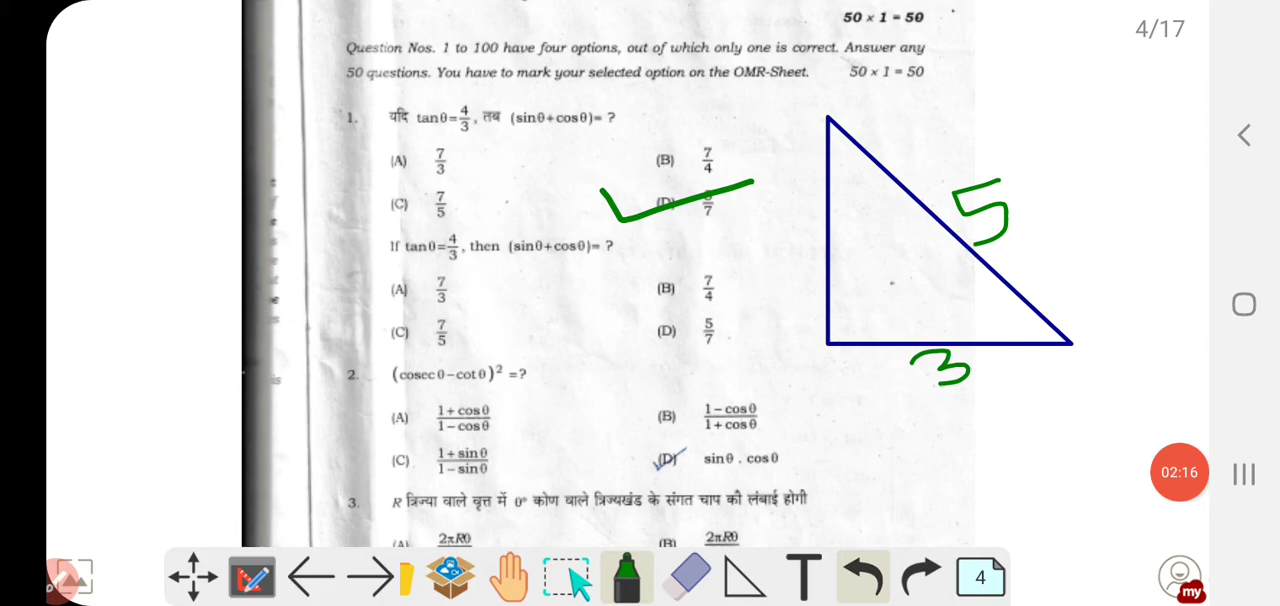 50 × 1 = 50
4/17
Question Nos. 1 to 100 have four options, out of which only one is correct. Answer any
50 questions. You have to mark your selected option on the OMR-Sheet. 50 × 1 = 50
1. यदि tanθ=4/3, तब (sinθ+cosθ)= ?
(A) 7/3 (B) 7/4
(C) 7/5 (D) 5/7
If tanθ=4/3, then (sinθ+cosθ)= ?
(A) 7/3 (B) 7/4
(C) 7/5 (D) 5/7
5
3
2. (cosecθ−cotθ)² =?
(A) 1+cosθ/1−cosθ (B) 1−cosθ/1+cosθ
(C) 1+sinθ/1−sinθ (D) sinθ . cosθ
3. R त्रिज्या वाले वृत्त में θ° कोण वाले त्रिज्यखंड के संगत चाप की लंबाई होगी
(A) 2πRθ (B) 2πRθ
is
02:16
T
4
my